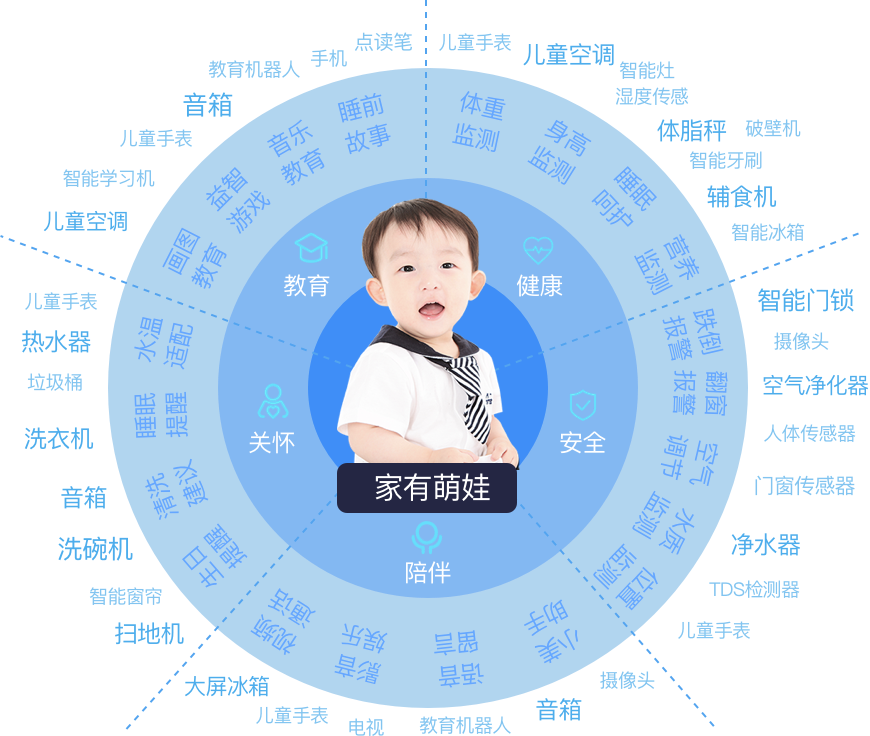 点读笔
儿童手表
手机
儿童空调
教育机器人
智能灶
音箱
湿度传感
儿童手表
体脂秤
破壁机
智能学习机
智能牙刷
儿童空调
辅食机
智能冰箱
睡前
故事
音乐
教育
益智
游戏
画图
教育
体重
监测
身高
监测
睡眠
呵护
营养
监测
教育
健康
儿童手表
热水器
垃圾桶
洗衣机
音箱
洗碗机
智能窗帘
扫地机
水温
适配
睡眠
提醒
清洗
建议
生日
提醒
关怀
安全
跌倒
报警
翻窗
报警
空气
调节
水质
监测
位置
监测
智能门锁
摄像头
空气净化器
人体传感器
门窗传感器
净水器
TDS检测器
儿童手表
家有萌娃
陪伴
视频
通话
影音
娱乐
语音
留言
小美
助手
大屏冰箱
儿童手表
电视
教育机器人
音箱
摄像头